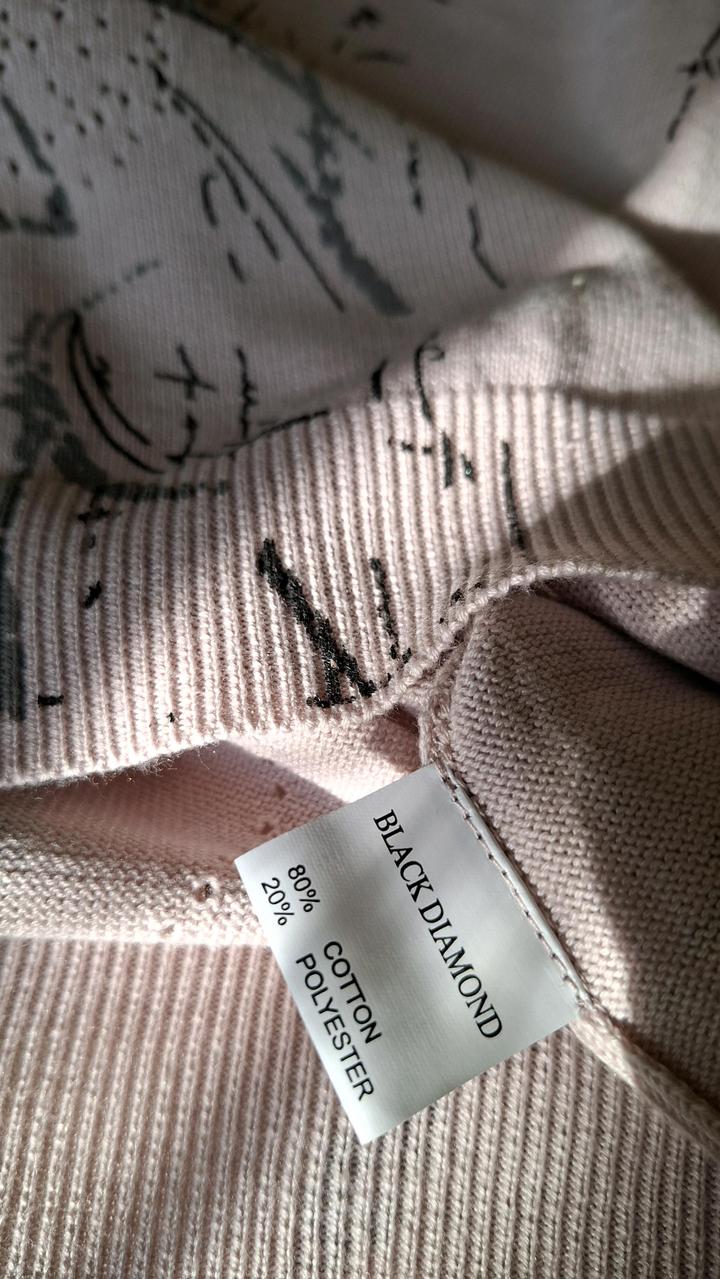 BLACK DIAMOND
80% COTTON
20% POLYESTER